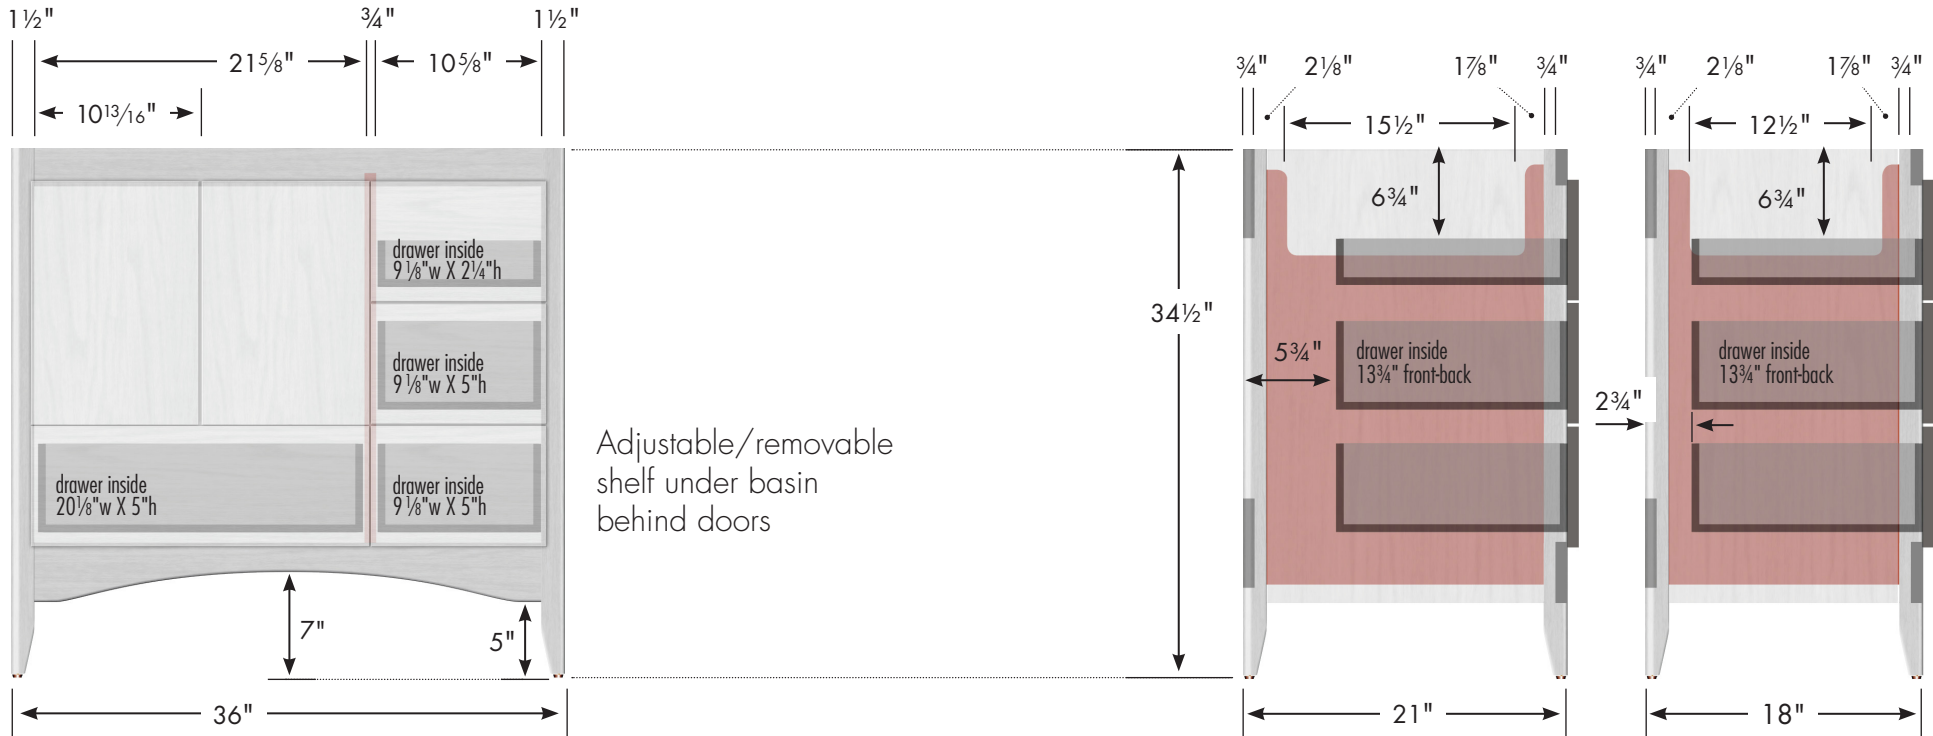 1½" ¾" 1½"
21⅝" 10⅝"
10¹³⁄₁₆"
drawer inside
9⅛"w X 2¼"h
drawer inside
9⅛"w X 5"h
drawer inside
20⅛"w X 5"h
drawer inside
9⅛"w X 5"h
7"
5"
36"
Adjustable/removable
shelf under basin
behind doors
34½"
¾" 2⅛" 1⅞" ¾"
15½"
6¾"
5¾"
drawer inside
13¾" front-back
21"
¾" 2⅛" 1⅞" ¾"
12½"
6¾"
drawer inside
13¾" front-back
2¾"
18"